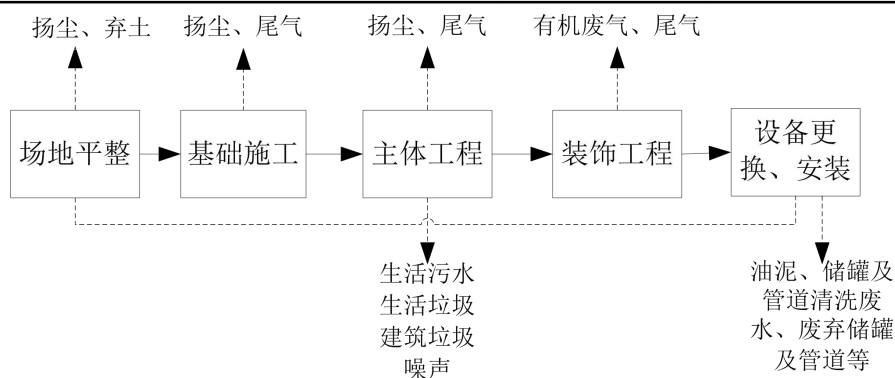 扬尘、弃土
扬尘、尾气
扬尘、尾气
有机废气、尾气
场地平整
基础施工
主体工程
装饰工程
设备更
换、安装
生活污水
生活垃圾
建筑垃圾
噪声
油泥、储罐及
管道清洗废
水、废弃储罐
及管道等